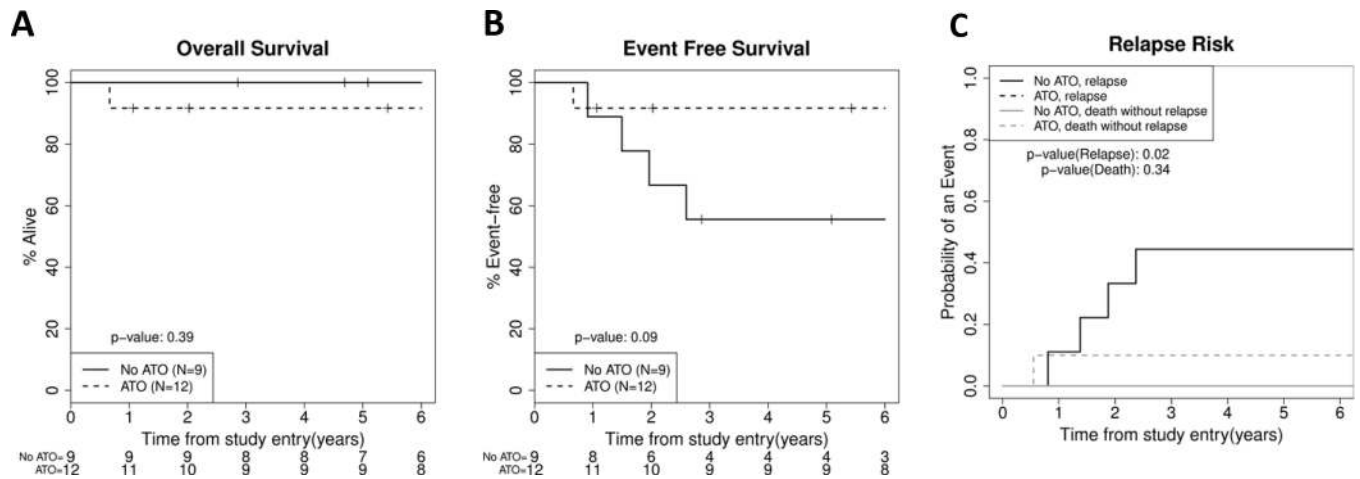 A
Overall Survival
% Alive
100
80
60
40
20
0
p-value: 0.39
No ATO (N=9)
ATO (N=12)
0 1 2 3 4 5 6
Time from study entry(years)
No ATO= 9 9 9 8 8 7 6
ATO=12 11 10 9 9 9 8
B
Event Free Survival
% Event-free
100
80
60
40
20
0
p-value: 0.09
No ATO (N=9)
ATO (N=12)
0 1 2 3 4 5 6
Time from study entry(years)
No ATO= 9 8 6 4 4 4 3
ATO=12 11 10 9 9 9 8
C
Relapse Risk
Probability of an Event
1.0
0.8
0.6
0.4
0.2
0.0
No ATO, relapse
ATO, relapse
No ATO, death without relapse
ATO, death without relapse
p-value(Relapse): 0.02
p-value(Death): 0.34
0 1 2 3 4 5 6
Time from study entry(years)